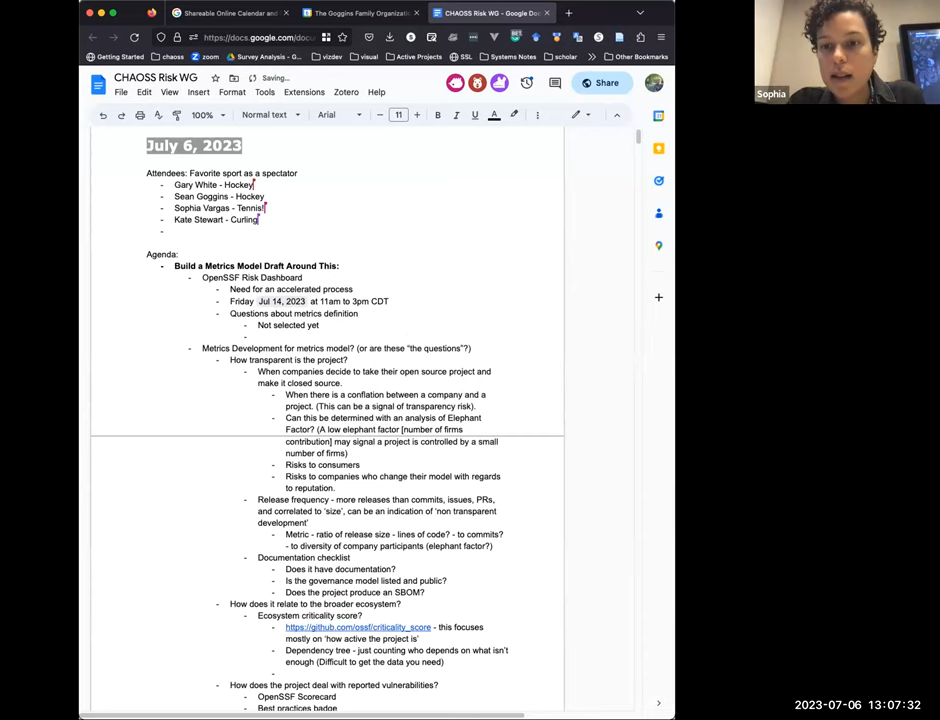 Shareable Online Calendar and
The Goggins Family Organizatio
CHAOSS Risk WG - Google Doc
https://docs.google.com/docu
Getting Started
chaoss
zoom
Survey Analysis - G...
vizdev
visual
Active Projects
SSL
Systems Notes
scholar
Other Bookmarks
CHAOSS Risk WG
Saving...
File
Edit
View
Insert
Format
Tools
Extensions
Zotero
Help
Share
100%
Normal text
Arial
11
B I U A
July 6, 2023
Attendees: Favorite sport as a spectator
- Gary White - Hockey
- Sean Goggins - Hockey
- Sophia Vargas - Tennis!
- Kate Stewart - Curling
-
Agenda:
- Build a Metrics Model Draft Around This:
- OpenSSF Risk Dashboard
- Need for an accelerated process
- Friday Jul 14, 2023 at 11am to 3pm CDT
- Questions about metrics definition
- Not selected yet
-
- Metrics Development for metrics model? (or are these “the questions”?)
- How transparent is the project?
- When companies decide to take their open source project and
make it closed source.
- When there is a conflation between a company and a
project. (This can be a signal of transparency risk).
- Can this be determined with an analysis of Elephant
Factor? (A low elephant factor [number of firms
contribution] may signal a project is controlled by a small
number of firms)
- Risks to consumers
- Risks to companies who change their model with regards
to reputation.
- Release frequency - more releases than commits, issues, PRs,
and correlated to ‘size’, can be an indication of ‘non transparent
development’
- Metric - ratio of release size - lines of code? - to commits?
- to diversity of company participants (elephant factor?)
- Documentation checklist
- Does it have documentation?
- Is the governance model listed and public?
- Does the project produce an SBOM?
- How does it relate to the broader ecosystem?
- Ecosystem criticality score?
- https://github.com/ossf/criticality_score - this focuses
mostly on ‘how active the project is’
- Dependency tree - just counting who depends on what isn’t
enough (Difficult to get the data you need)
-
- How does the project deal with reported vulnerabilities?
- OpenSSF Scorecard
- Best practices badge
Sophia
2023-07-06 13:07:32